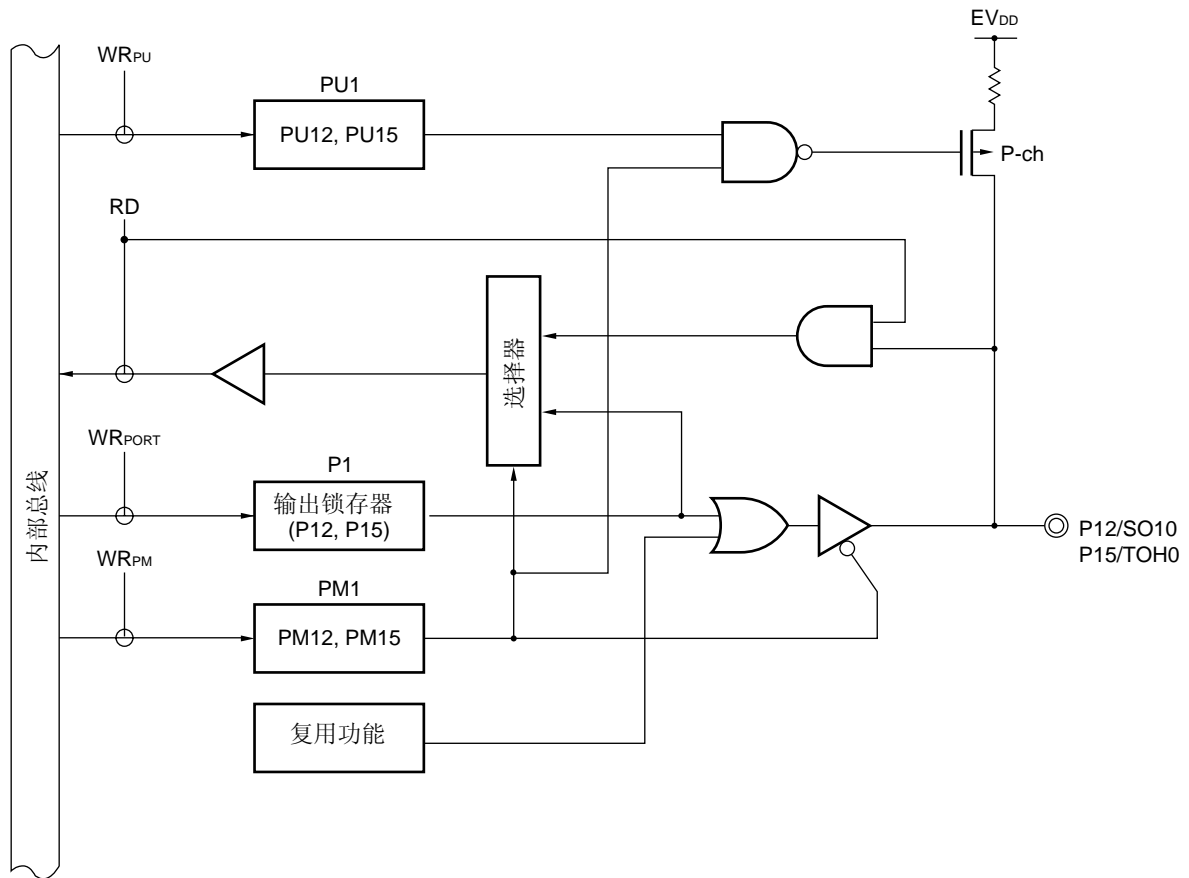 EVDD
WRPU
PU1
PU12, PU15
P-ch
RD
选择器
WRPORT
P1
输出锁存器
(P12, P15)
内部总线
P12/SO10
P15/TOH0
WRPM
PM1
PM12, PM15
复用功能